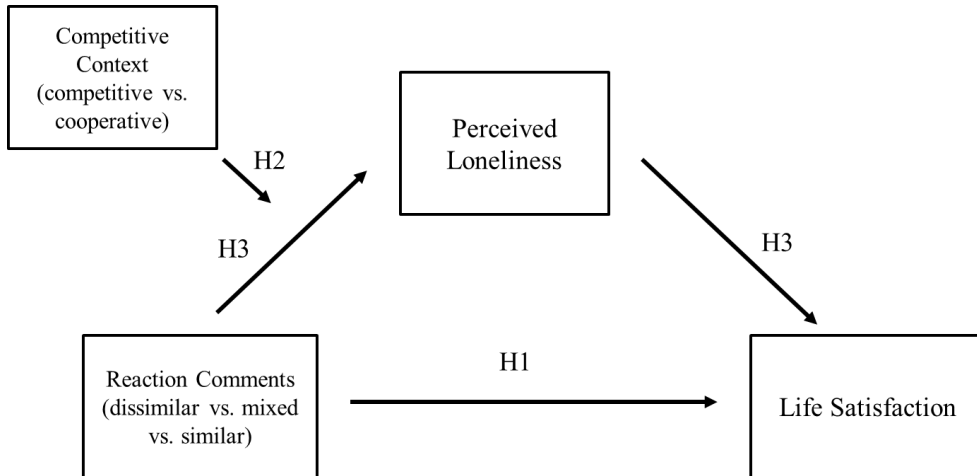 Competitive
Context
(competitive vs.
cooperative)
H2
Perceived
Loneliness
H3
H3
H1
Reaction Comments
(dissimilar vs. mixed
vs. similar)
Life Satisfaction